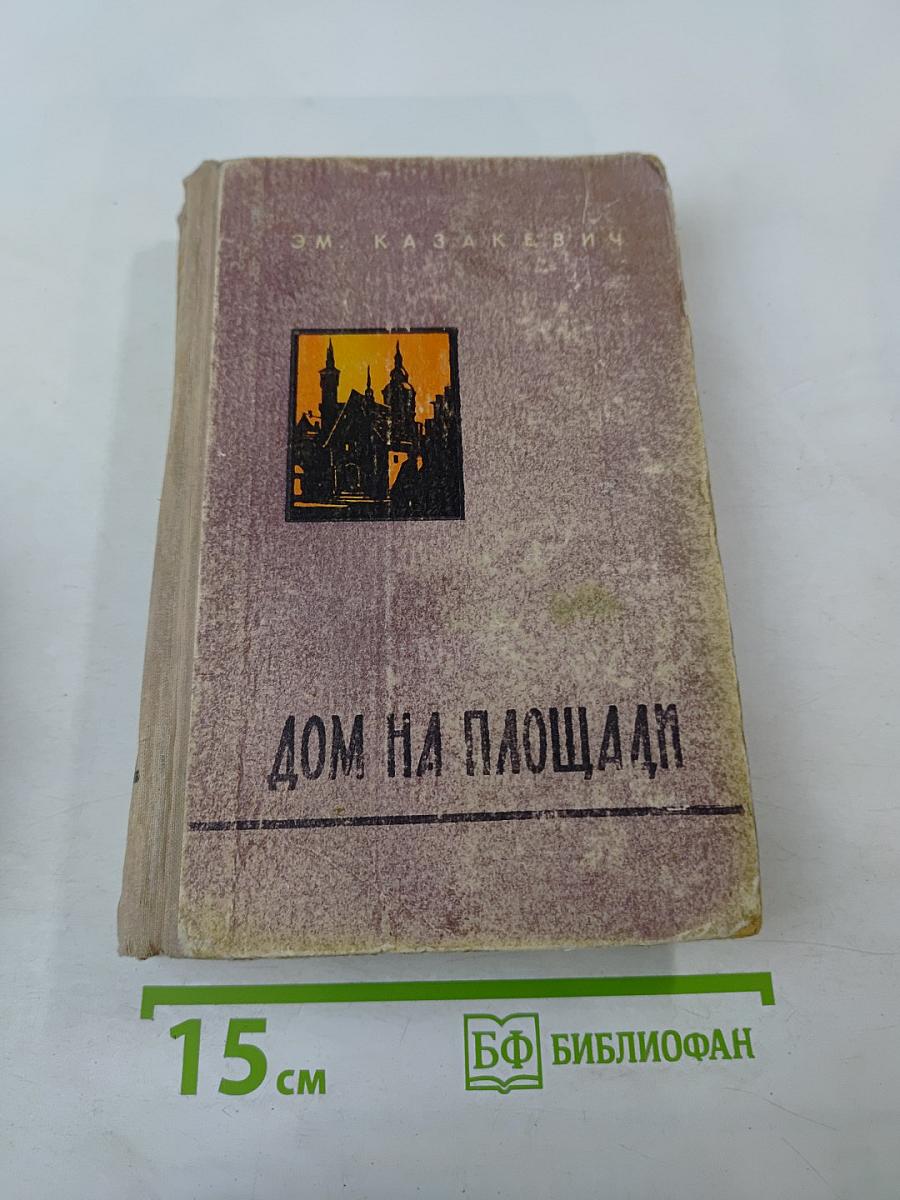 ЭМ. КАЗАКЕВИЧ
ДОМ НА ПЛОЩАДИ
15 см
БФ БИБЛИОФАН